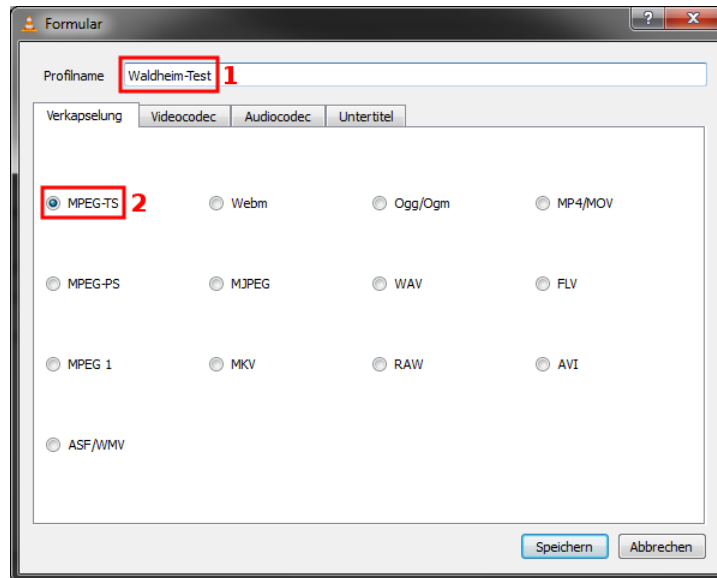 Formular
?
X
Profilname Waldheim-Test 1
Verkapselung Videocodec Audiocodec Untertitel
MPEG-TS 2 Webm Ogg/Ogm MP4/MOV
MPEG-PS MJPEG WAV FLV
MPEG 1 MKV RAW AVI
ASF/WMV
Speichern Abbrechen